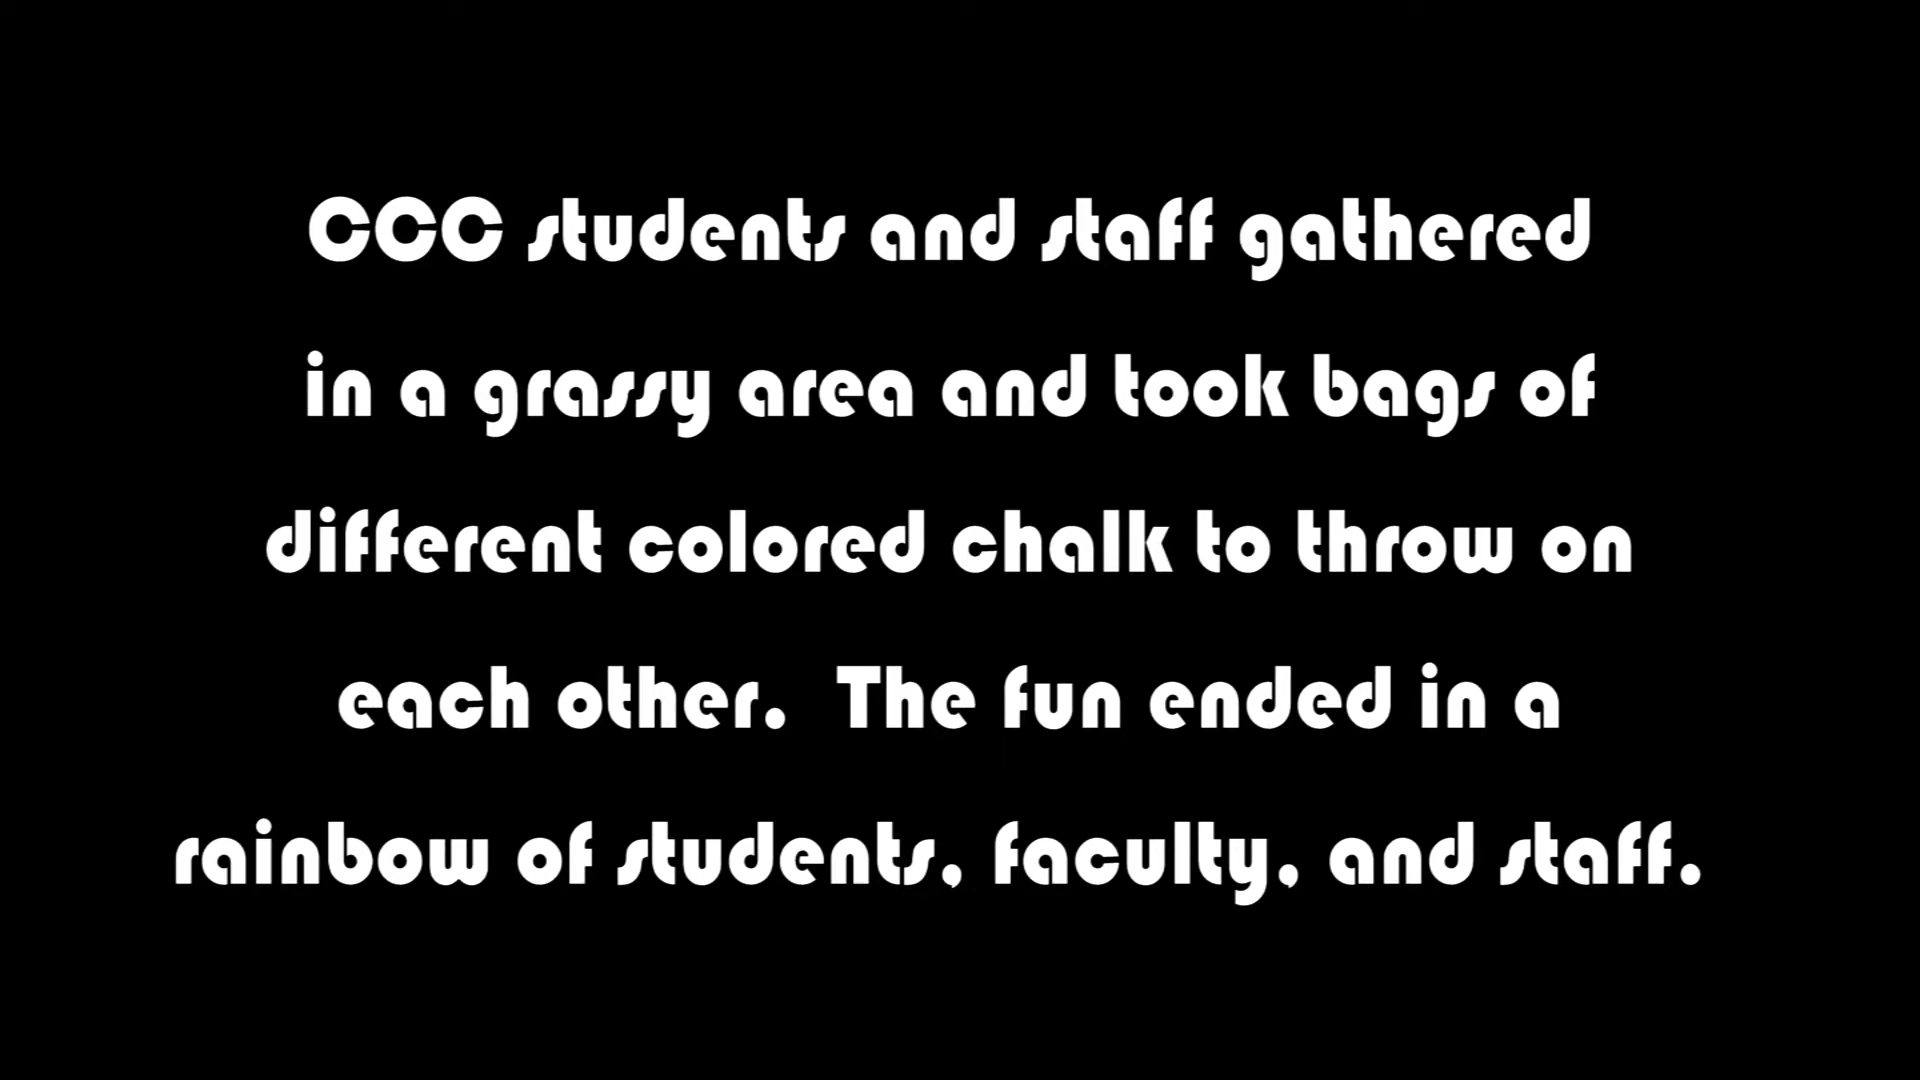 CCC students and staff gathered
in a grassy area and took bags of
different colored chalk to throw on
each other.  The fun ended in a
rainbow of students, faculty, and staff.